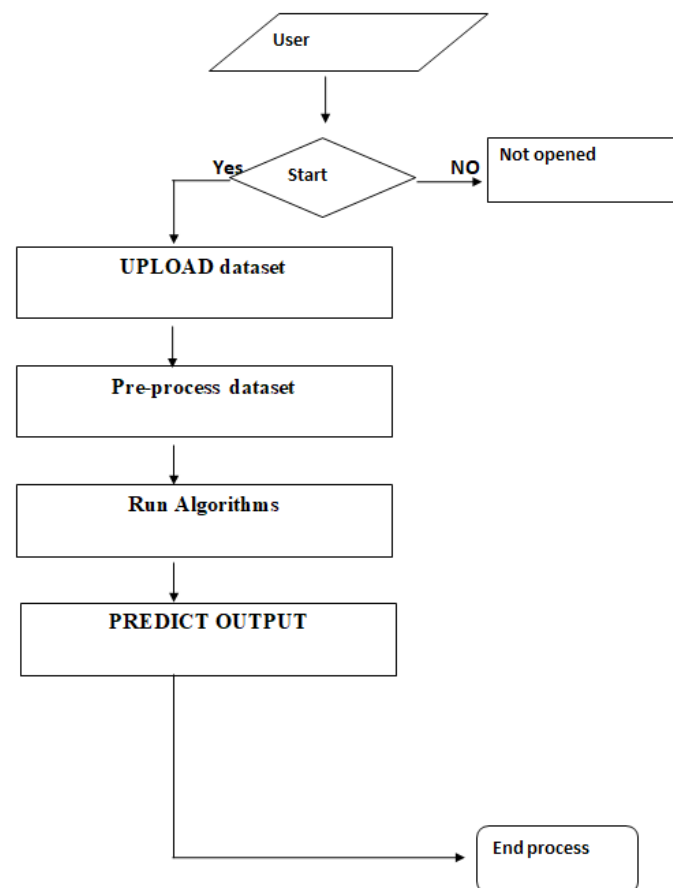 User
Yes
Start
NO
Not opened
UPLOAD dataset
Pre-process dataset
Run Algorithms
PREDICT OUTPUT
End process